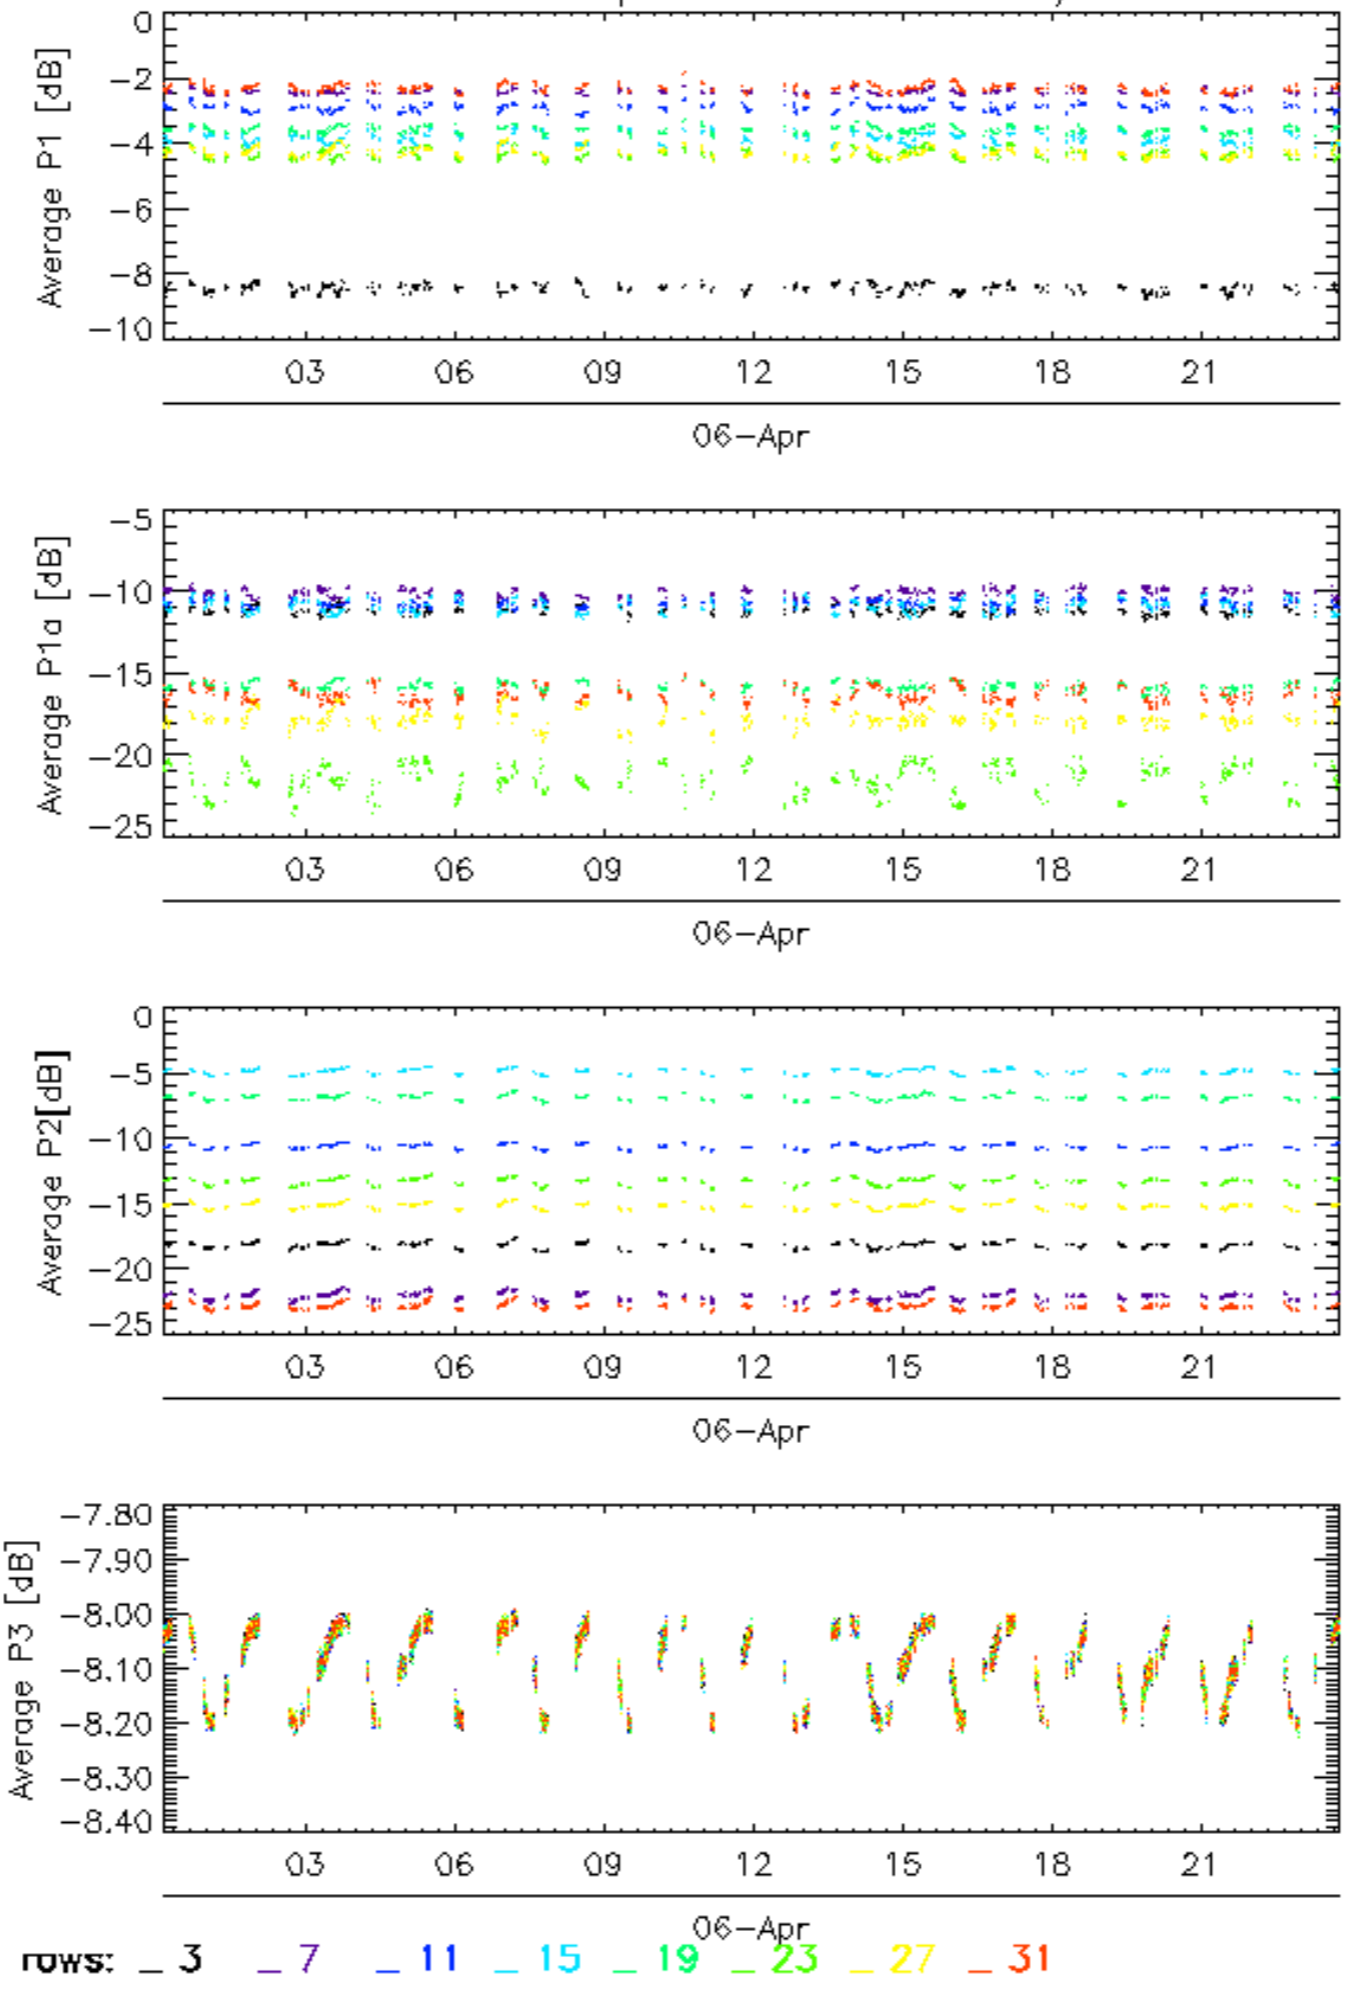 0
-2
-4
-6
-8
-10
Average P1 [dB]
03 06 09 12 15 18 21
06-Apr
-5
-10
-15
-20
-25
Average P1a [dB]
03 06 09 12 15 18 21
06-Apr
0
-5
-10
-15
-20
-25
Average P2[dB]
03 06 09 12 15 18 21
06-Apr
-7.80
-7.90
-8.00
-8.10
-8.20
-8.30
-8.40
Average P3 [dB]
03 06 09 12 15 18 21
06-Apr
rows: _ 3 _ 7 _ 11 _ 15 _ 19 _ 23 _ 27 _ 31